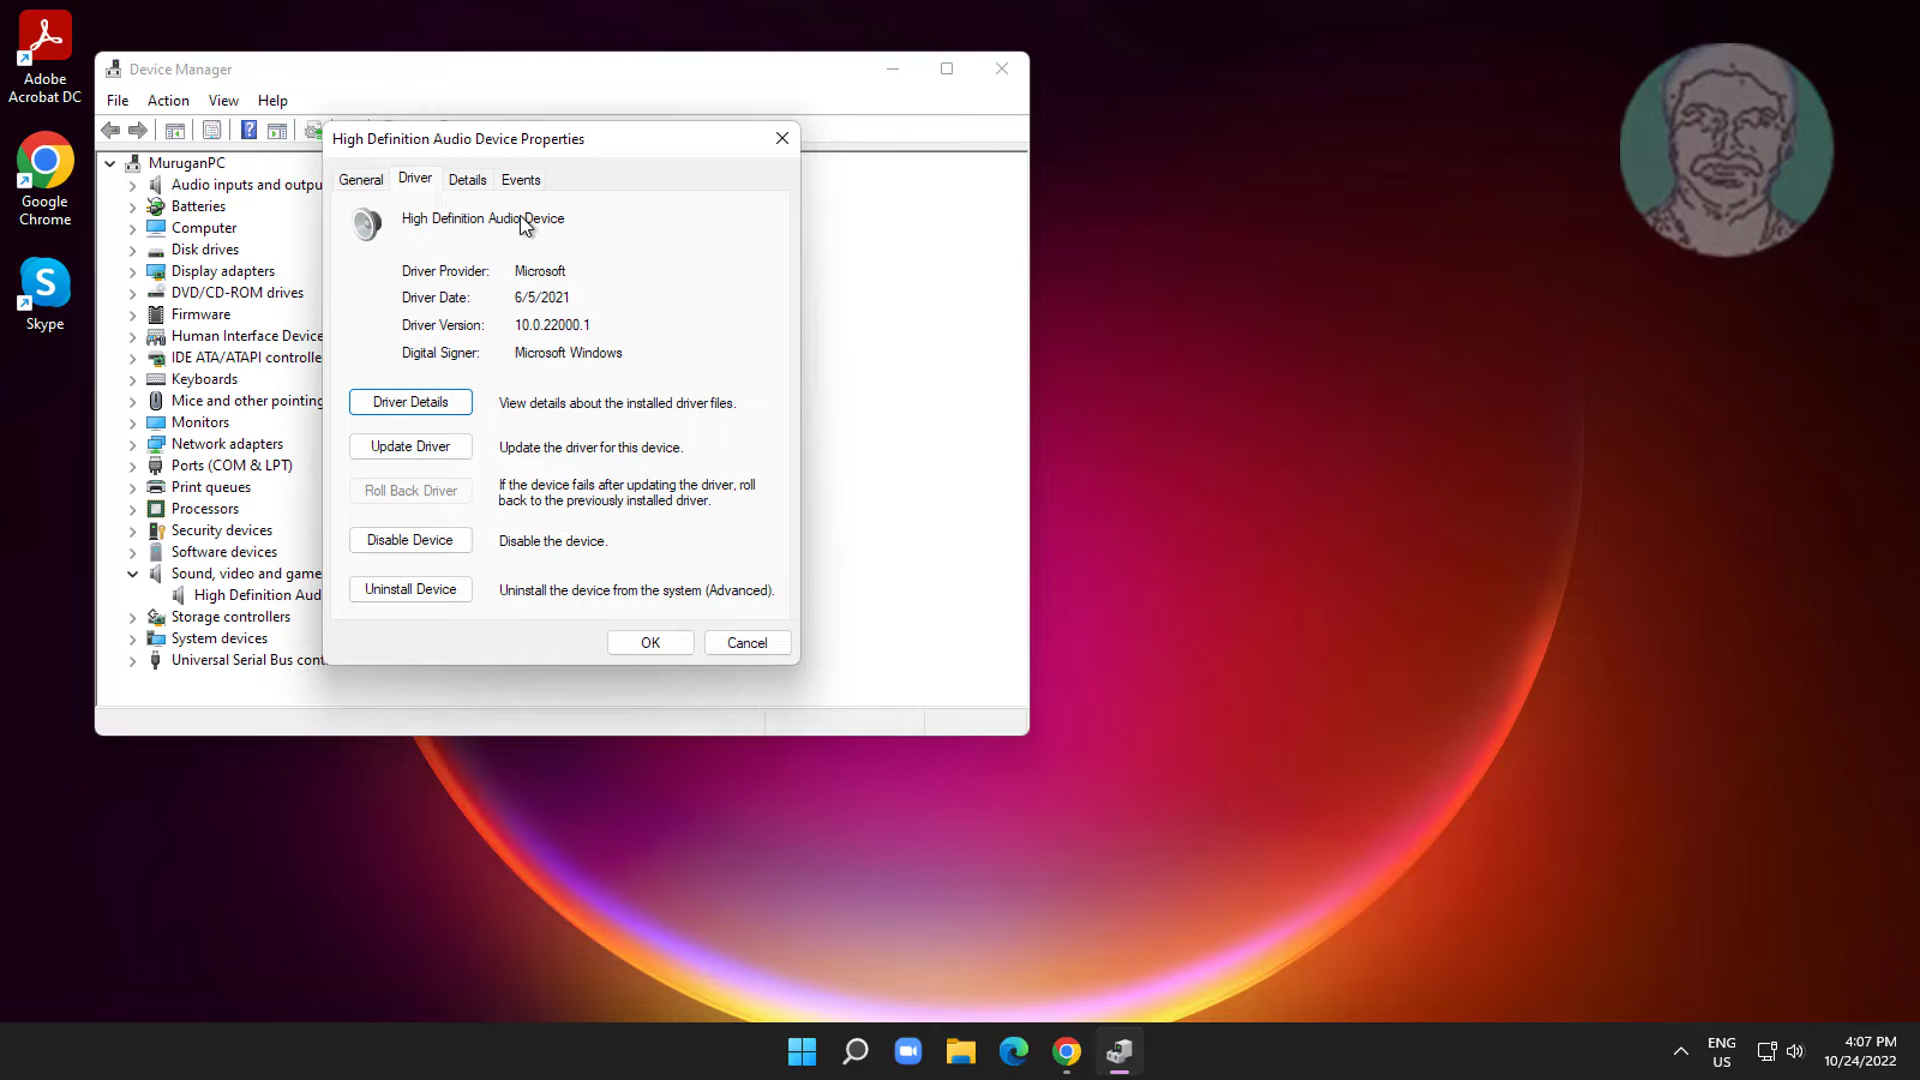 Adobe
Acrobat DC
Google
Chrome
Skype
Device Manager
File Action View Help
MuruganPC
Audio inputs and outpu
Batteries
Computer
Disk drives
Display adapters
DVD/CD-ROM drives
Firmware
Human Interface Device
IDE ATA/ATAPI controlle
Keyboards
Mice and other pointing
Monitors
Network adapters
Ports (COM & LPT)
Print queues
Processors
Security devices
Software devices
Sound, video and game
High Definition Aud
Storage controllers
System devices
Universal Serial Bus cont
High Definition Audio Device Properties
General Driver Details Events
High Definition Audio Device
Driver Provider: Microsoft
Driver Date: 6/5/2021
Driver Version: 10.0.22000.1
Digital Signer: Microsoft Windows
Driver Details View details about the installed driver files.
Update Driver Update the driver for this device.
Roll Back Driver If the device fails after updating the driver, roll
back to the previously installed driver.
Disable Device Disable the device.
Uninstall Device Uninstall the device from the system (Advanced).
OK Cancel
ENG
US
4:07 PM
10/24/2022